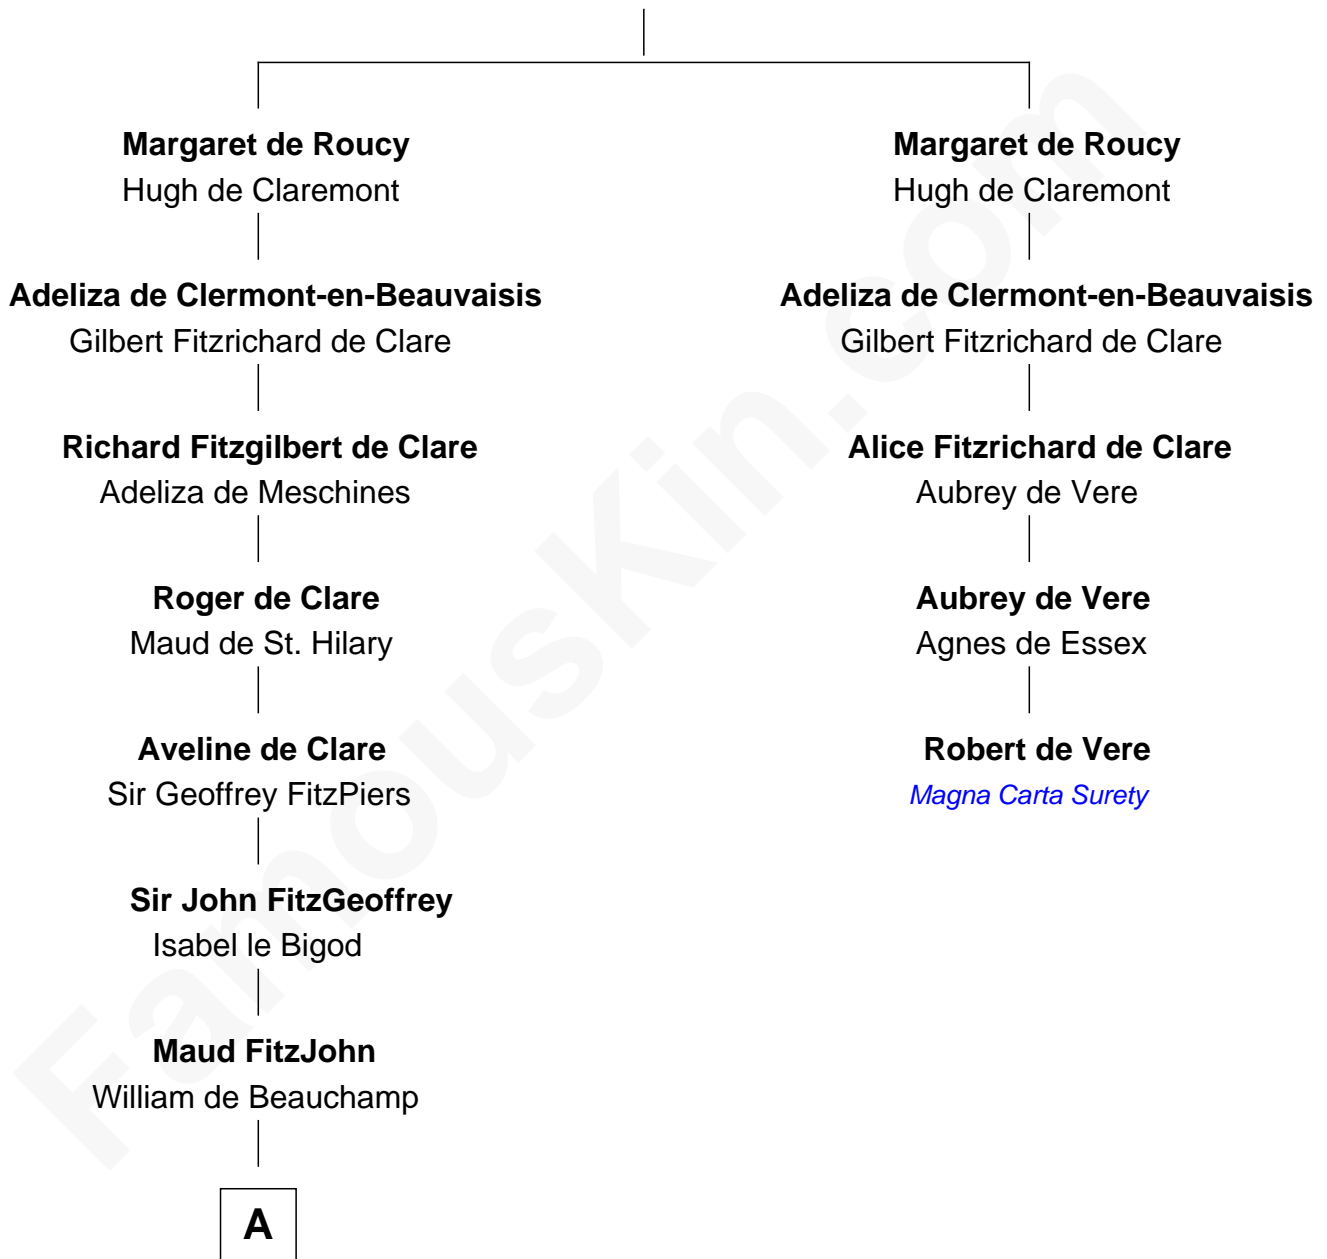 Margaret de Roucy
Hugh de Claremont
Adeliza de Clermont-en-Beauvaisis
Gilbert Fitzrichard de Clare
Richard Fitzgilbert de Clare
Adeliza de Meschines
Roger de Clare
Maud de St. Hilary
Aveline de Clare
Sir Geoffrey FitzPiers
Sir John FitzGeoffrey
Isabel le Bigod
Maud FitzJohn
William de Beauchamp
A
Margaret de Roucy
Hugh de Claremont
Adeliza de Clermont-en-Beauvaisis
Gilbert Fitzrichard de Clare
Alice Fitzrichard de Clare
Aubrey de Vere
Aubrey de Vere
Agnes de Essex
Robert de Vere
Magna Carta Surety
FamousKin.com